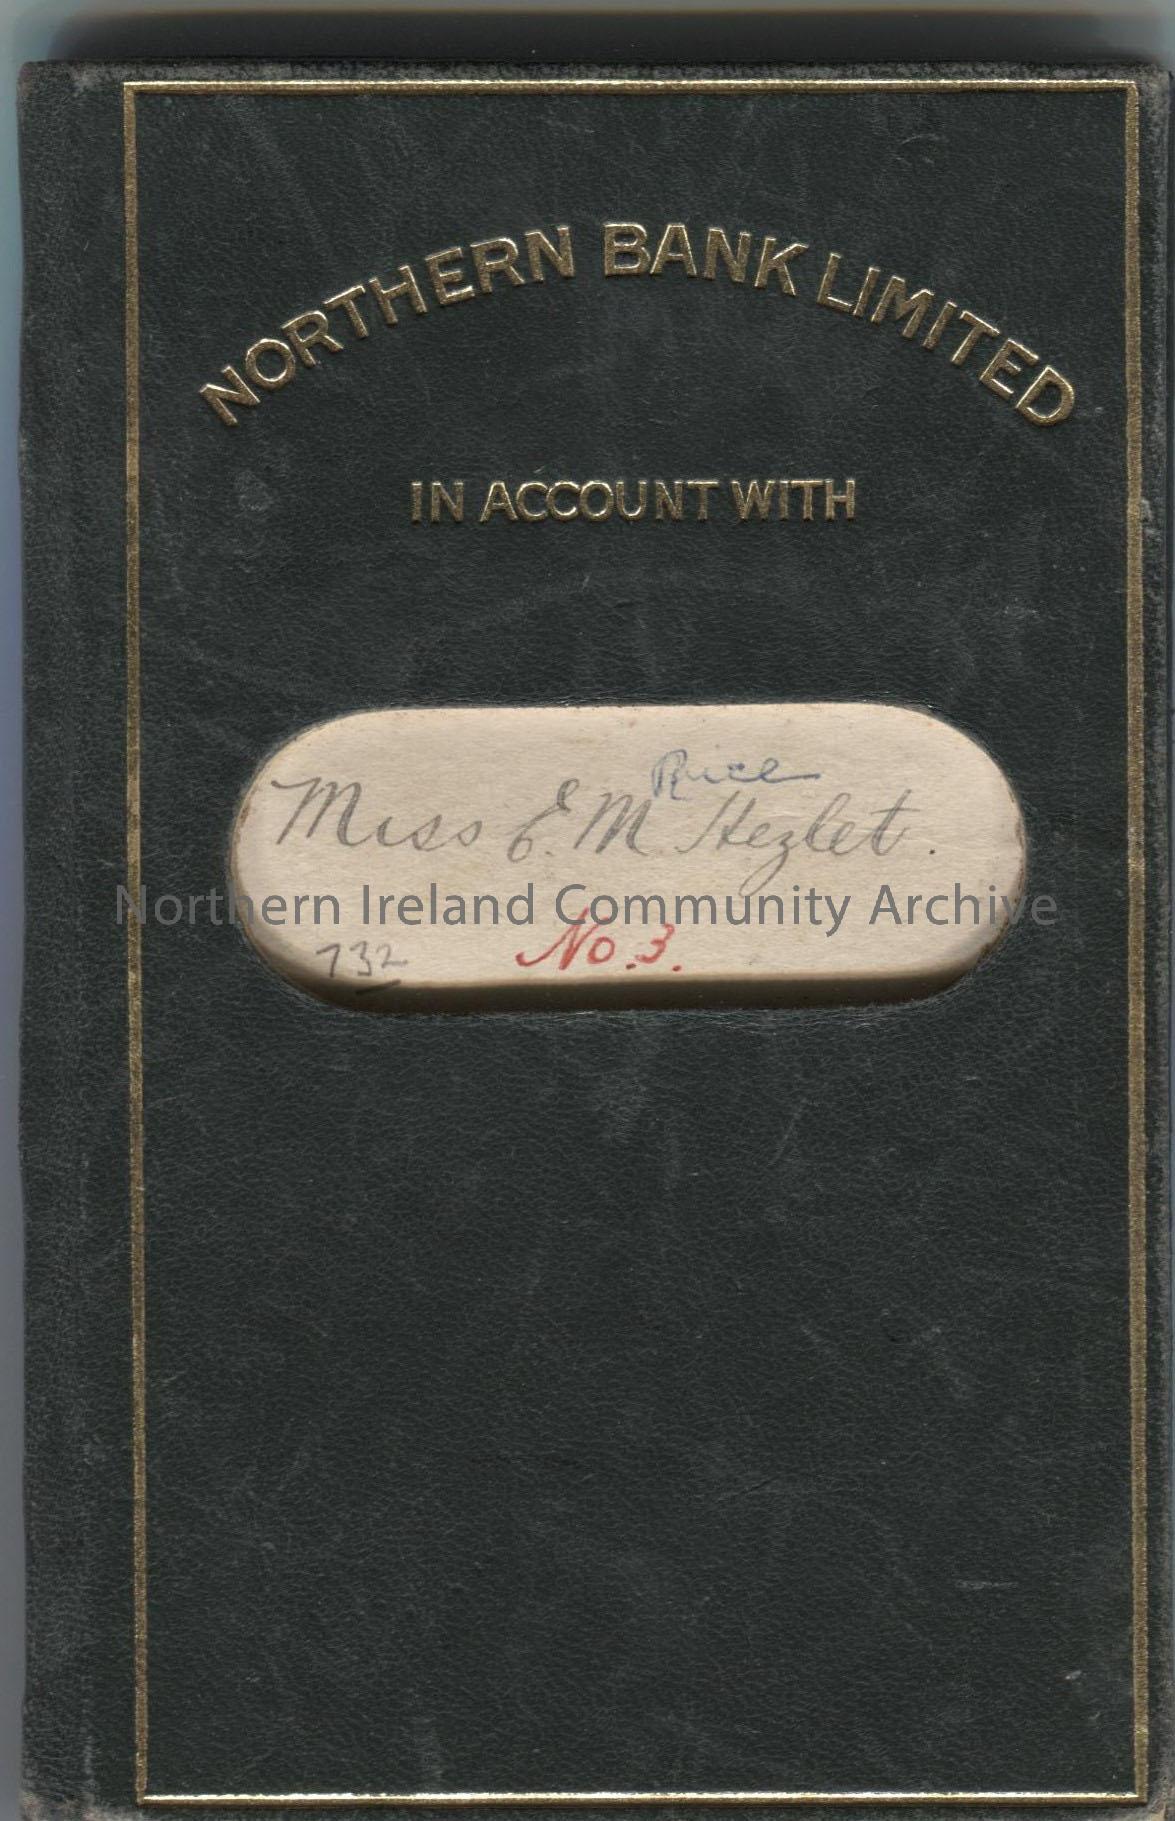 NORTHERN BANK LIMITED
IN ACCOUNT WITH
Rice
Miss E. M Hezlet.
Northern Ireland Community Archive
732 No. 3.